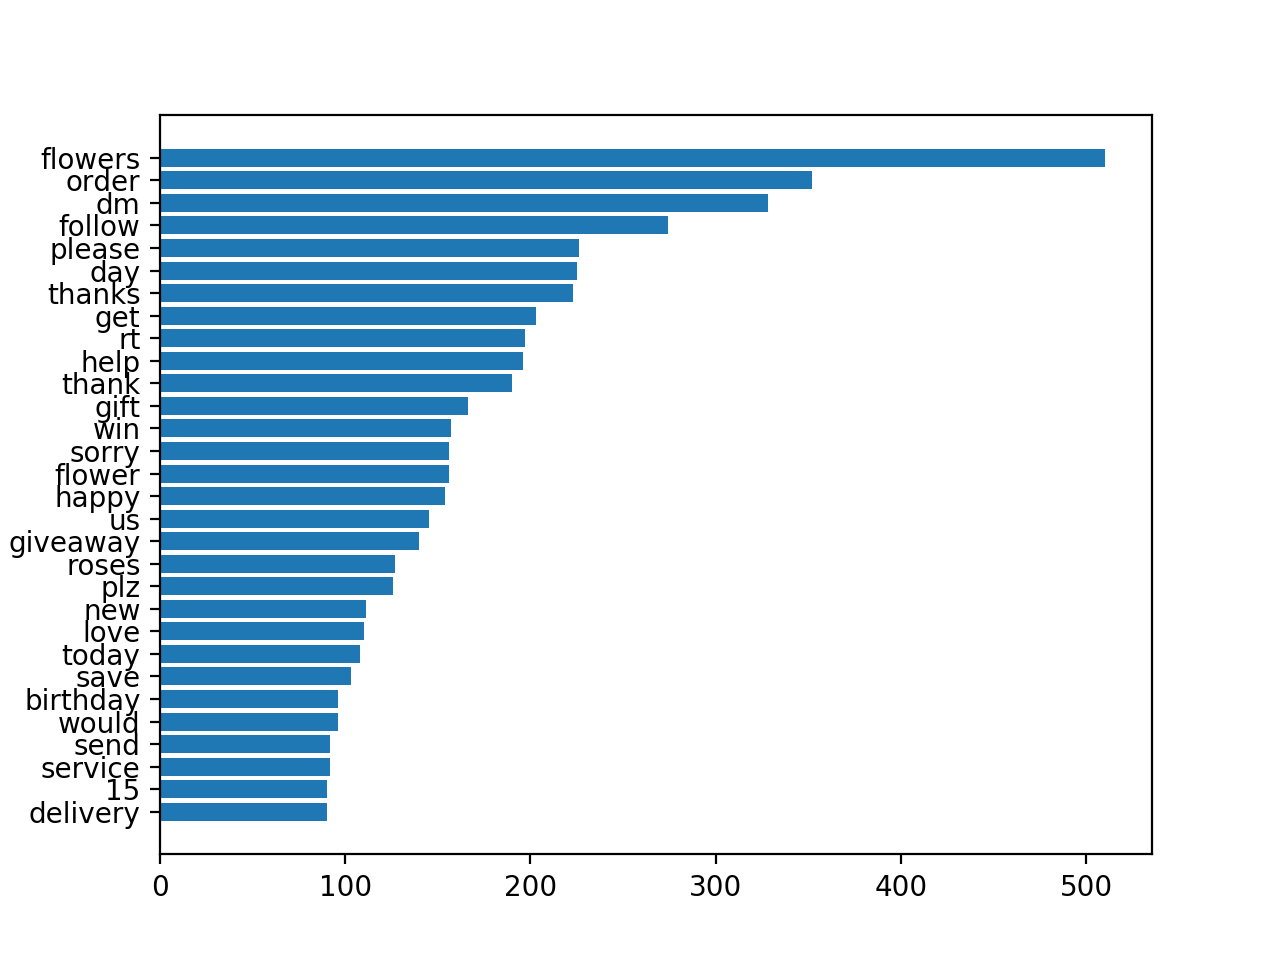 flowers
order
dm
follow
please
day
thanks
get
rt
help
thank
gift
win
sorry
flower
happy
us
giveaway
roses
plz
new
love
today
save
birthday
would
send
service
15
delivery
0 100 200 300 400 500